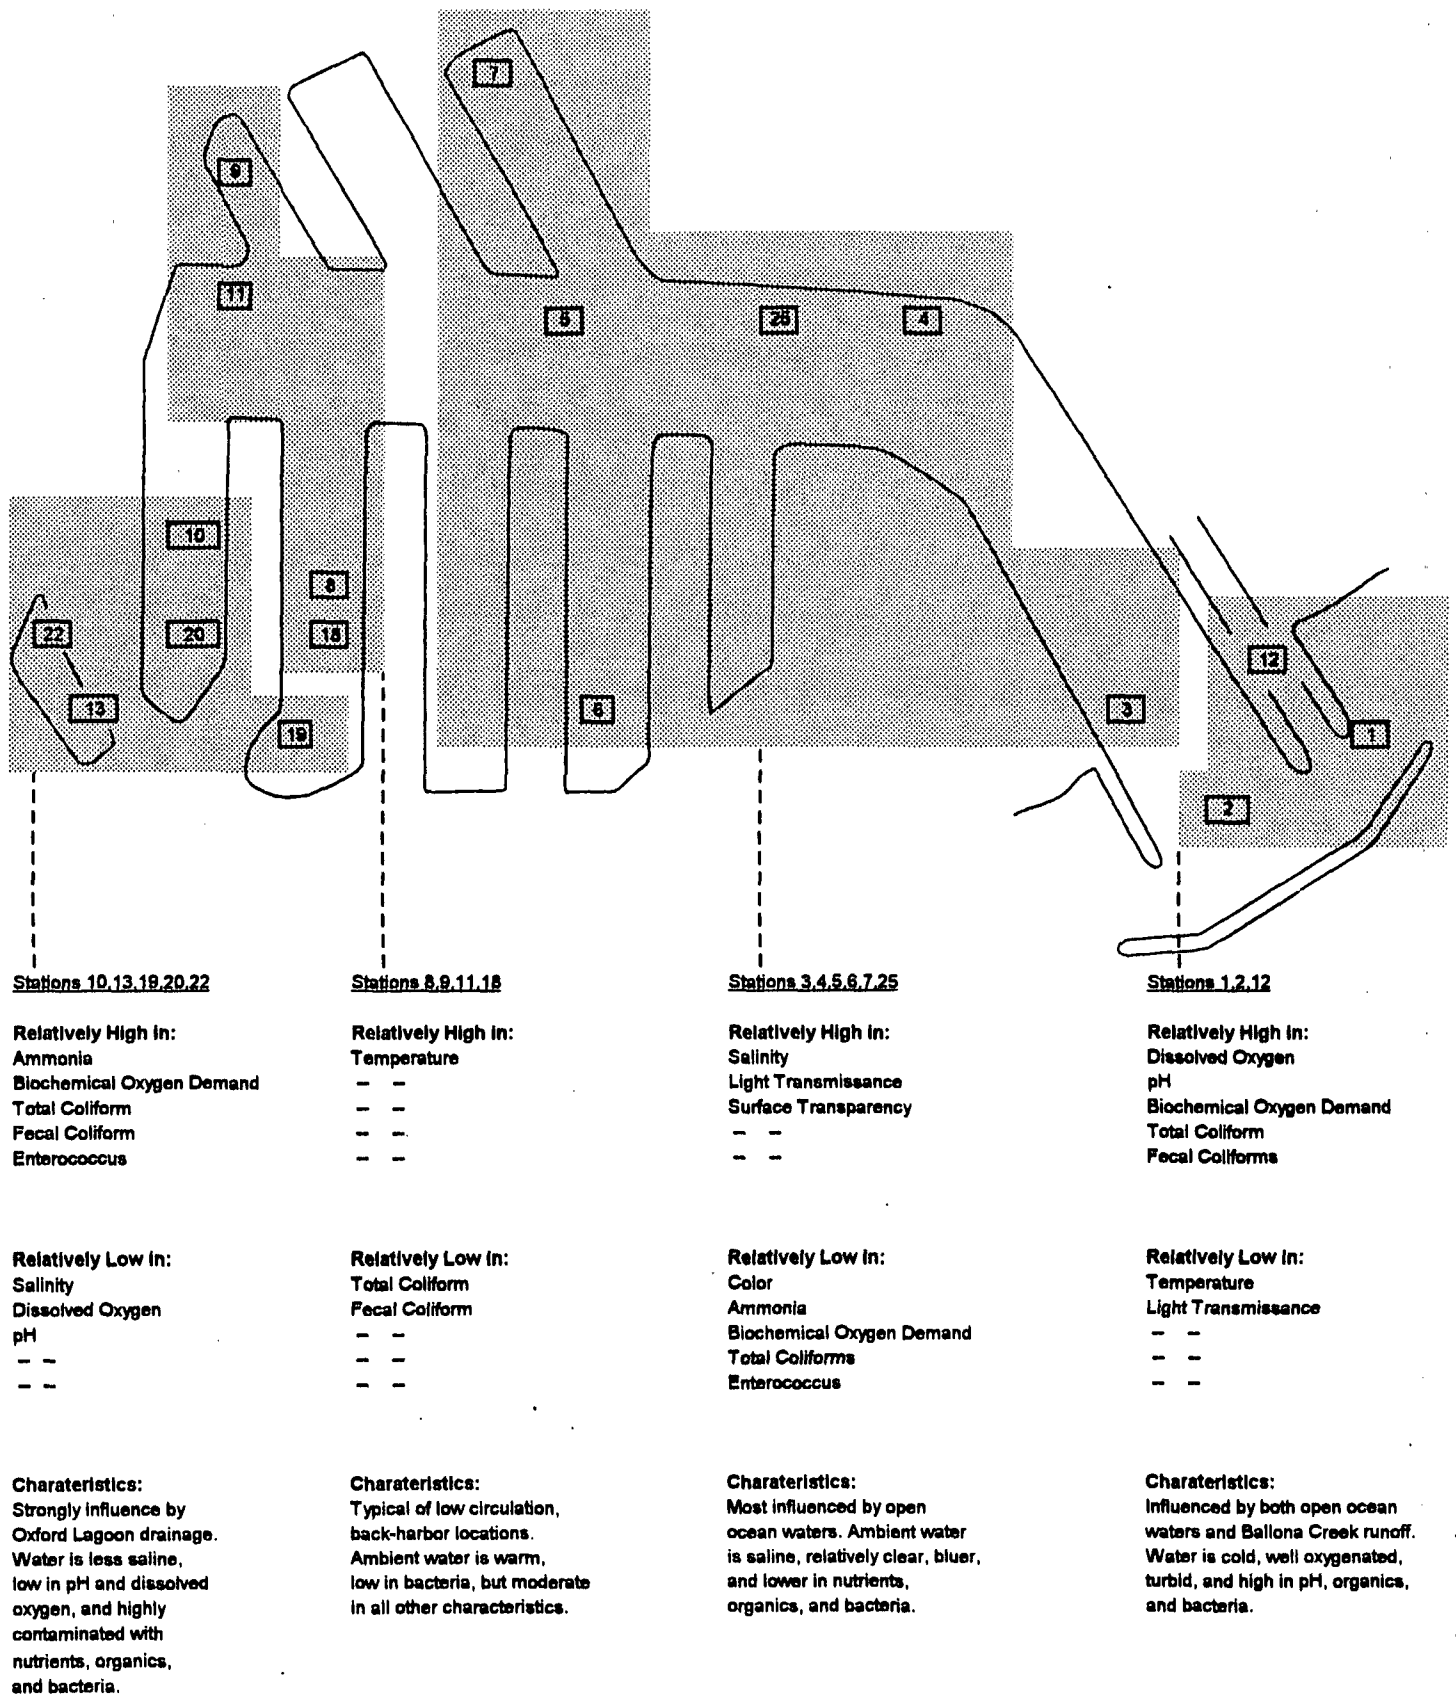 7
9
11
5
25
4
10
8
22
20
18
12
13
6
3
19
1
2
Stations 10,13,19,20,22
Relatively High in:
Ammonia
Biochemical Oxygen Demand
Total Coliform
Fecal Coliform
Enterococcus
Relatively Low in:
Salinity
Dissolved Oxygen
pH
– –
– –
Charateristics:
Strongly influence by
Oxford Lagoon drainage.
Water is less saline,
low in pH and dissolved
oxygen, and highly
contaminated with
nutrients, organics,
and bacteria.
Stations 8,9,11,18
Relatively High in:
Temperature
– –
– –
– –
– –
Relatively Low in:
Total Coliform
Fecal Coliform
– –
– –
– –
Charateristics:
Typical of low circulation,
back-harbor locations.
Ambient water is warm,
low in bacteria, but moderate
in all other characteristics.
Stations 3,4,5,6,7,25
Relatively High in:
Salinity
Light Transmissance
Surface Transparency
– –
– –
Relatively Low in:
Color
Ammonia
Biochemical Oxygen Demand
Total Coliforms
Enterococcus
Charateristics:
Most influenced by open
ocean waters. Ambient water
is saline, relatively clear, bluer,
and lower in nutrients,
organics, and bacteria.
Stations 1,2,12
Relatively High in:
Dissolved Oxygen
pH
Biochemical Oxygen Demand
Total Coliform
Fecal Coliforms
Relatively Low in:
Temperature
Light Transmissance
– –
– –
– –
Charateristics:
Influenced by both open ocean
waters and Ballona Creek runoff.
Water is cold, well oxygenated,
turbid, and high in pH, organics,
and bacteria.